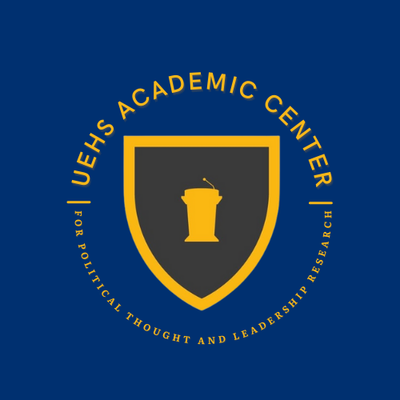 UEHS ACADEMIC CENTER
FOR POLITICAL THOUGHT AND LEADERSHIP RESEARCH